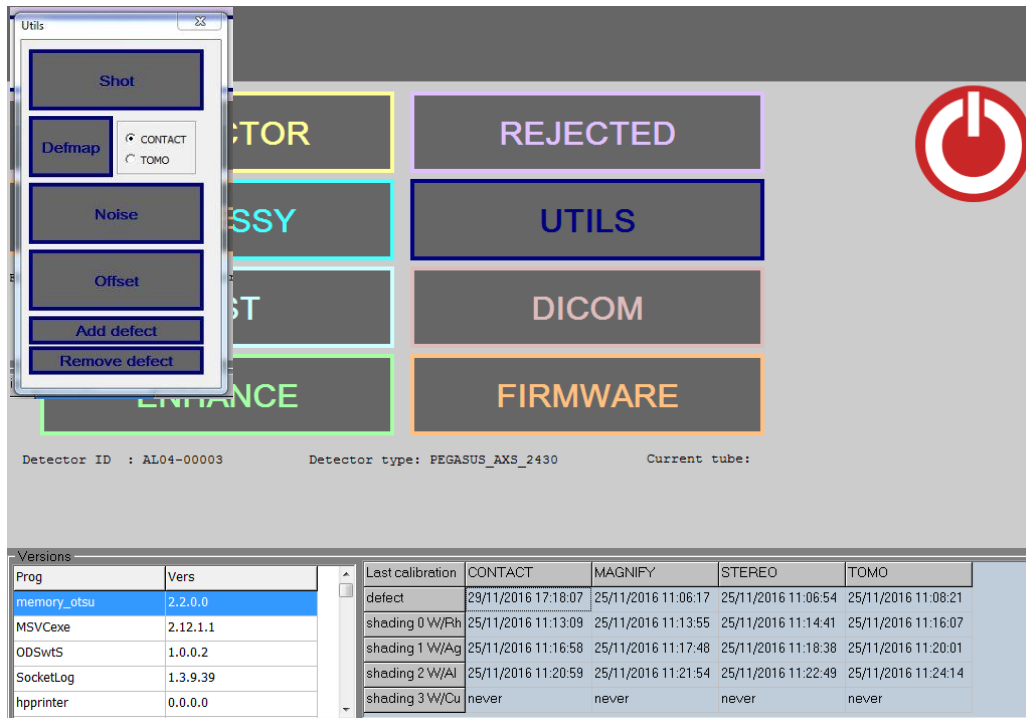 Utils
Shot
Defmap
CONTACT
TOMO
Noise
Offset
Add defect
Remove defect
CTOR
REJECTED
SSY
UTILS
ST
DICOM
ENHANCE
FIRMWARE
Detector ID : AL04-00003 Detector type: PEGASUS_AXS_2430 Current tube:
Versions
Prog Vers
memory_otsu 2.2.0.0
MSVCexe 2.12.1.1
ODSwtS 1.0.0.2
SocketLog 1.3.9.39
hpprinter 0.0.0.0
Last calibration CONTACT MAGNIFY STEREO TOMO
defect 29/11/2016 17:18:07 25/11/2016 11:06:17 25/11/2016 11:06:54 25/11/2016 11:08:21
shading 0 W/Rh 25/11/2016 11:13:09 25/11/2016 11:13:55 25/11/2016 11:14:41 25/11/2016 11:16:07
shading 1 W/Ag 25/11/2016 11:16:58 25/11/2016 11:17:48 25/11/2016 11:18:38 25/11/2016 11:20:01
shading 2 W/Al 25/11/2016 11:20:59 25/11/2016 11:21:54 25/11/2016 11:22:49 25/11/2016 11:24:14
shading 3 W/Cu never never never never